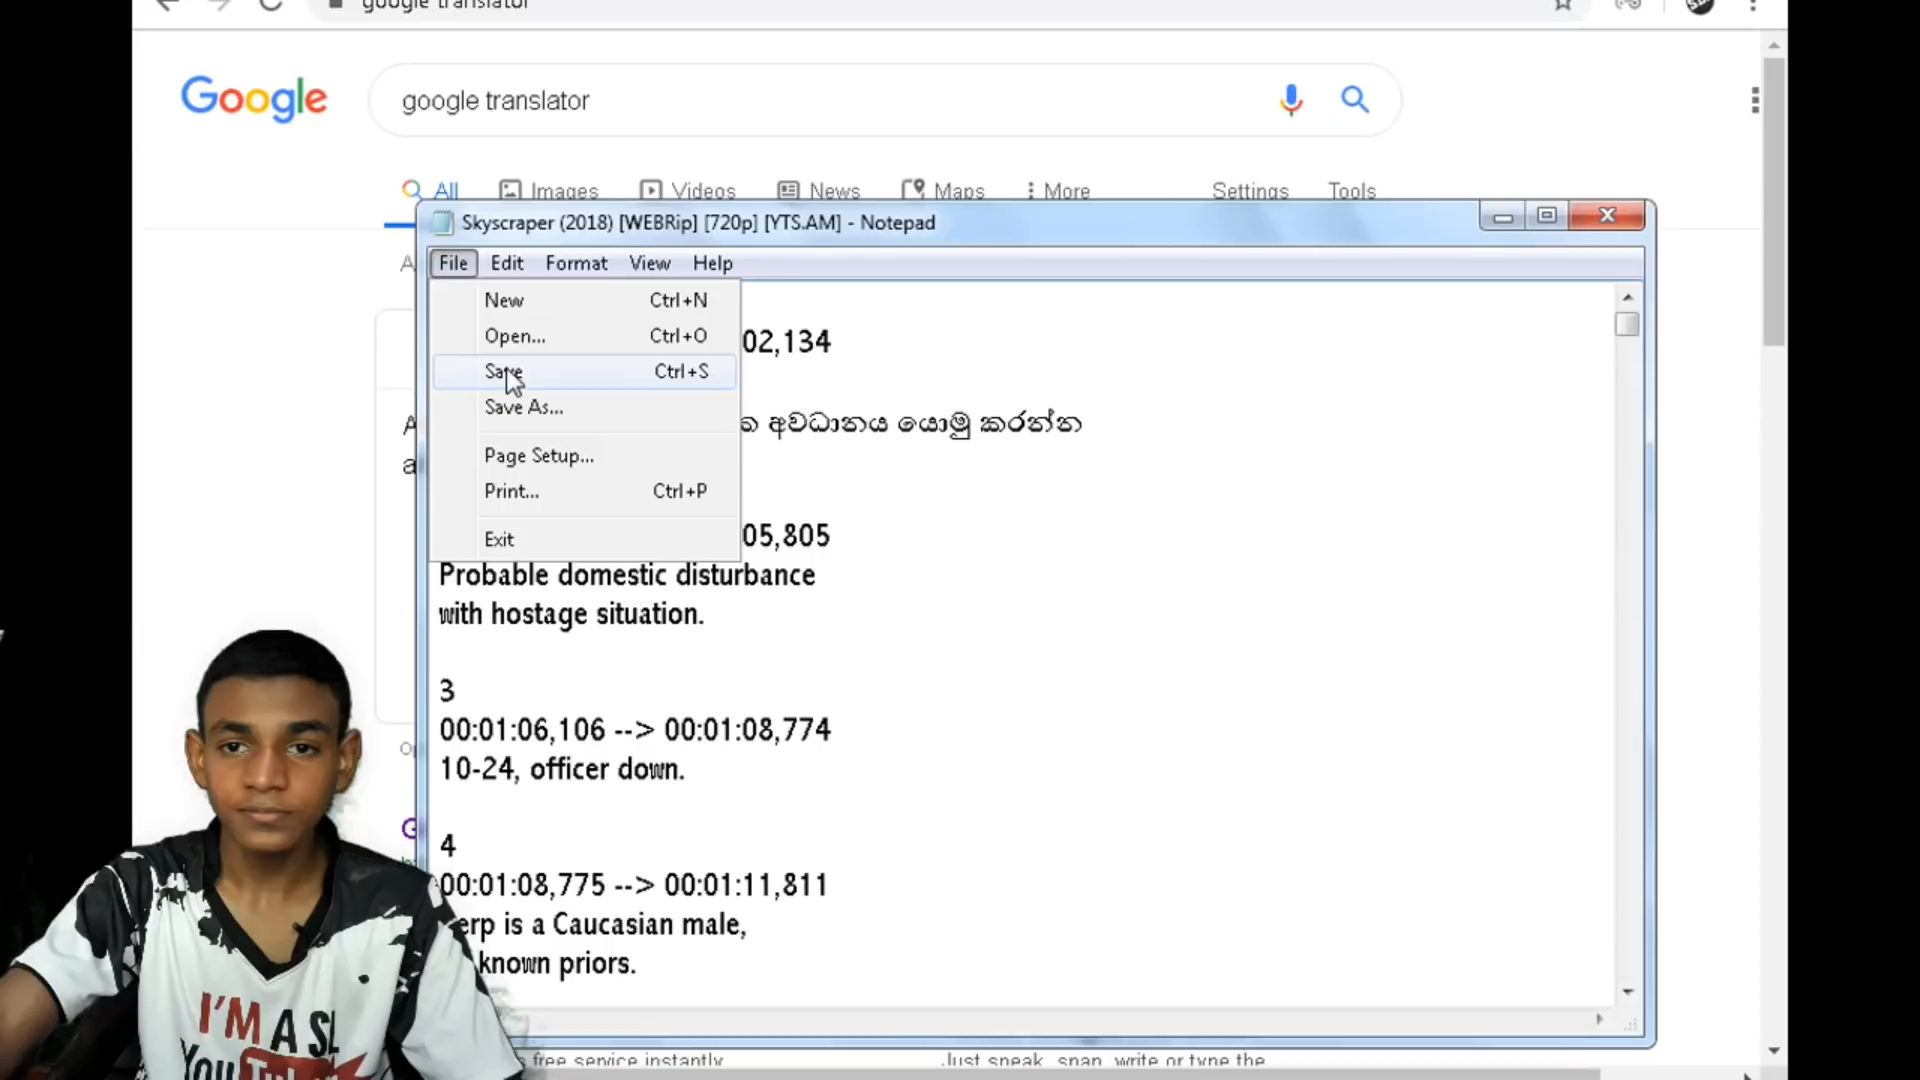 google translator
Google
google translator
All
Images
Videos
News
Maps
More
Settings
Tools
Skyscraper (2018) [WEBRip] [720p] [YTS.AM] - Notepad
File Edit Format View Help
New Ctrl+N
Open... Ctrl+O
Save Ctrl+S
Save As...
Page Setup...
Print... Ctrl+P
Exit
02,134
අවධානය යොමු කරන්න
05,805
Probable domestic disturbance
with hostage situation.
3
00:01:06,106 --> 00:01:08,774
10-24, officer down.
4
00:01:08,775 --> 00:01:11,811
erp is a Caucasian male,
known priors.
I'M A SL
YouTu
free service instantly
Just speak, snap, write or type the